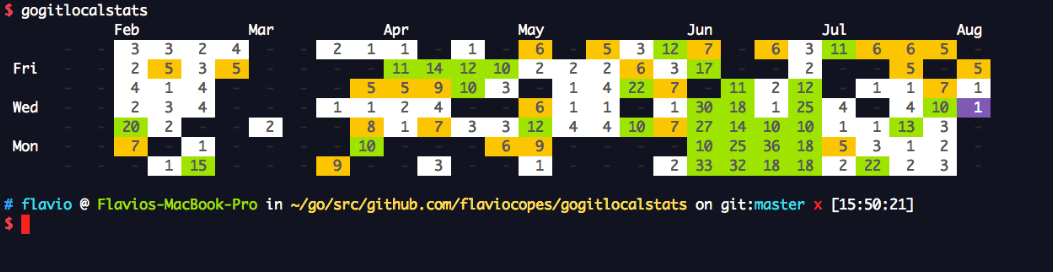 $ gogitlocalstats
Feb Mar Apr May Jun Jul Aug
- - 3 3 2 4 - - 2 1 1 - 1 - 6 - 5 3 12 7 - 6 3 11 6 6 5 -
Fri - - 2 5 3 5 - - - - 11 14 12 10 2 2 2 6 3 17 - - 2 - - 5 - 5
- - 4 1 4 - - - - 5 5 9 10 3 - 1 4 22 7 - 11 2 12 - 1 1 7 1
Wed - - 2 3 4 - - - 1 1 2 4 - - 6 1 1 - 1 30 18 1 25 4 - 4 10 1
- - 20 2 - - 2 - - 8 1 7 3 3 12 4 4 10 7 27 14 10 10 1 1 13 3 -
Mon - - 7 - 1 - - - - 10 - - - 6 9 - - - - 10 25 36 18 5 3 1 2 -
- - - 1 15 - - - 9 - - 3 - - 1 - - - 2 33 32 18 18 2 22 2 3 -
# flavio @ Flavios-MacBook-Pro in ~/go/src/github.com/flaviocopes/gogitlocalstats on git:master x [15:50:21]
$